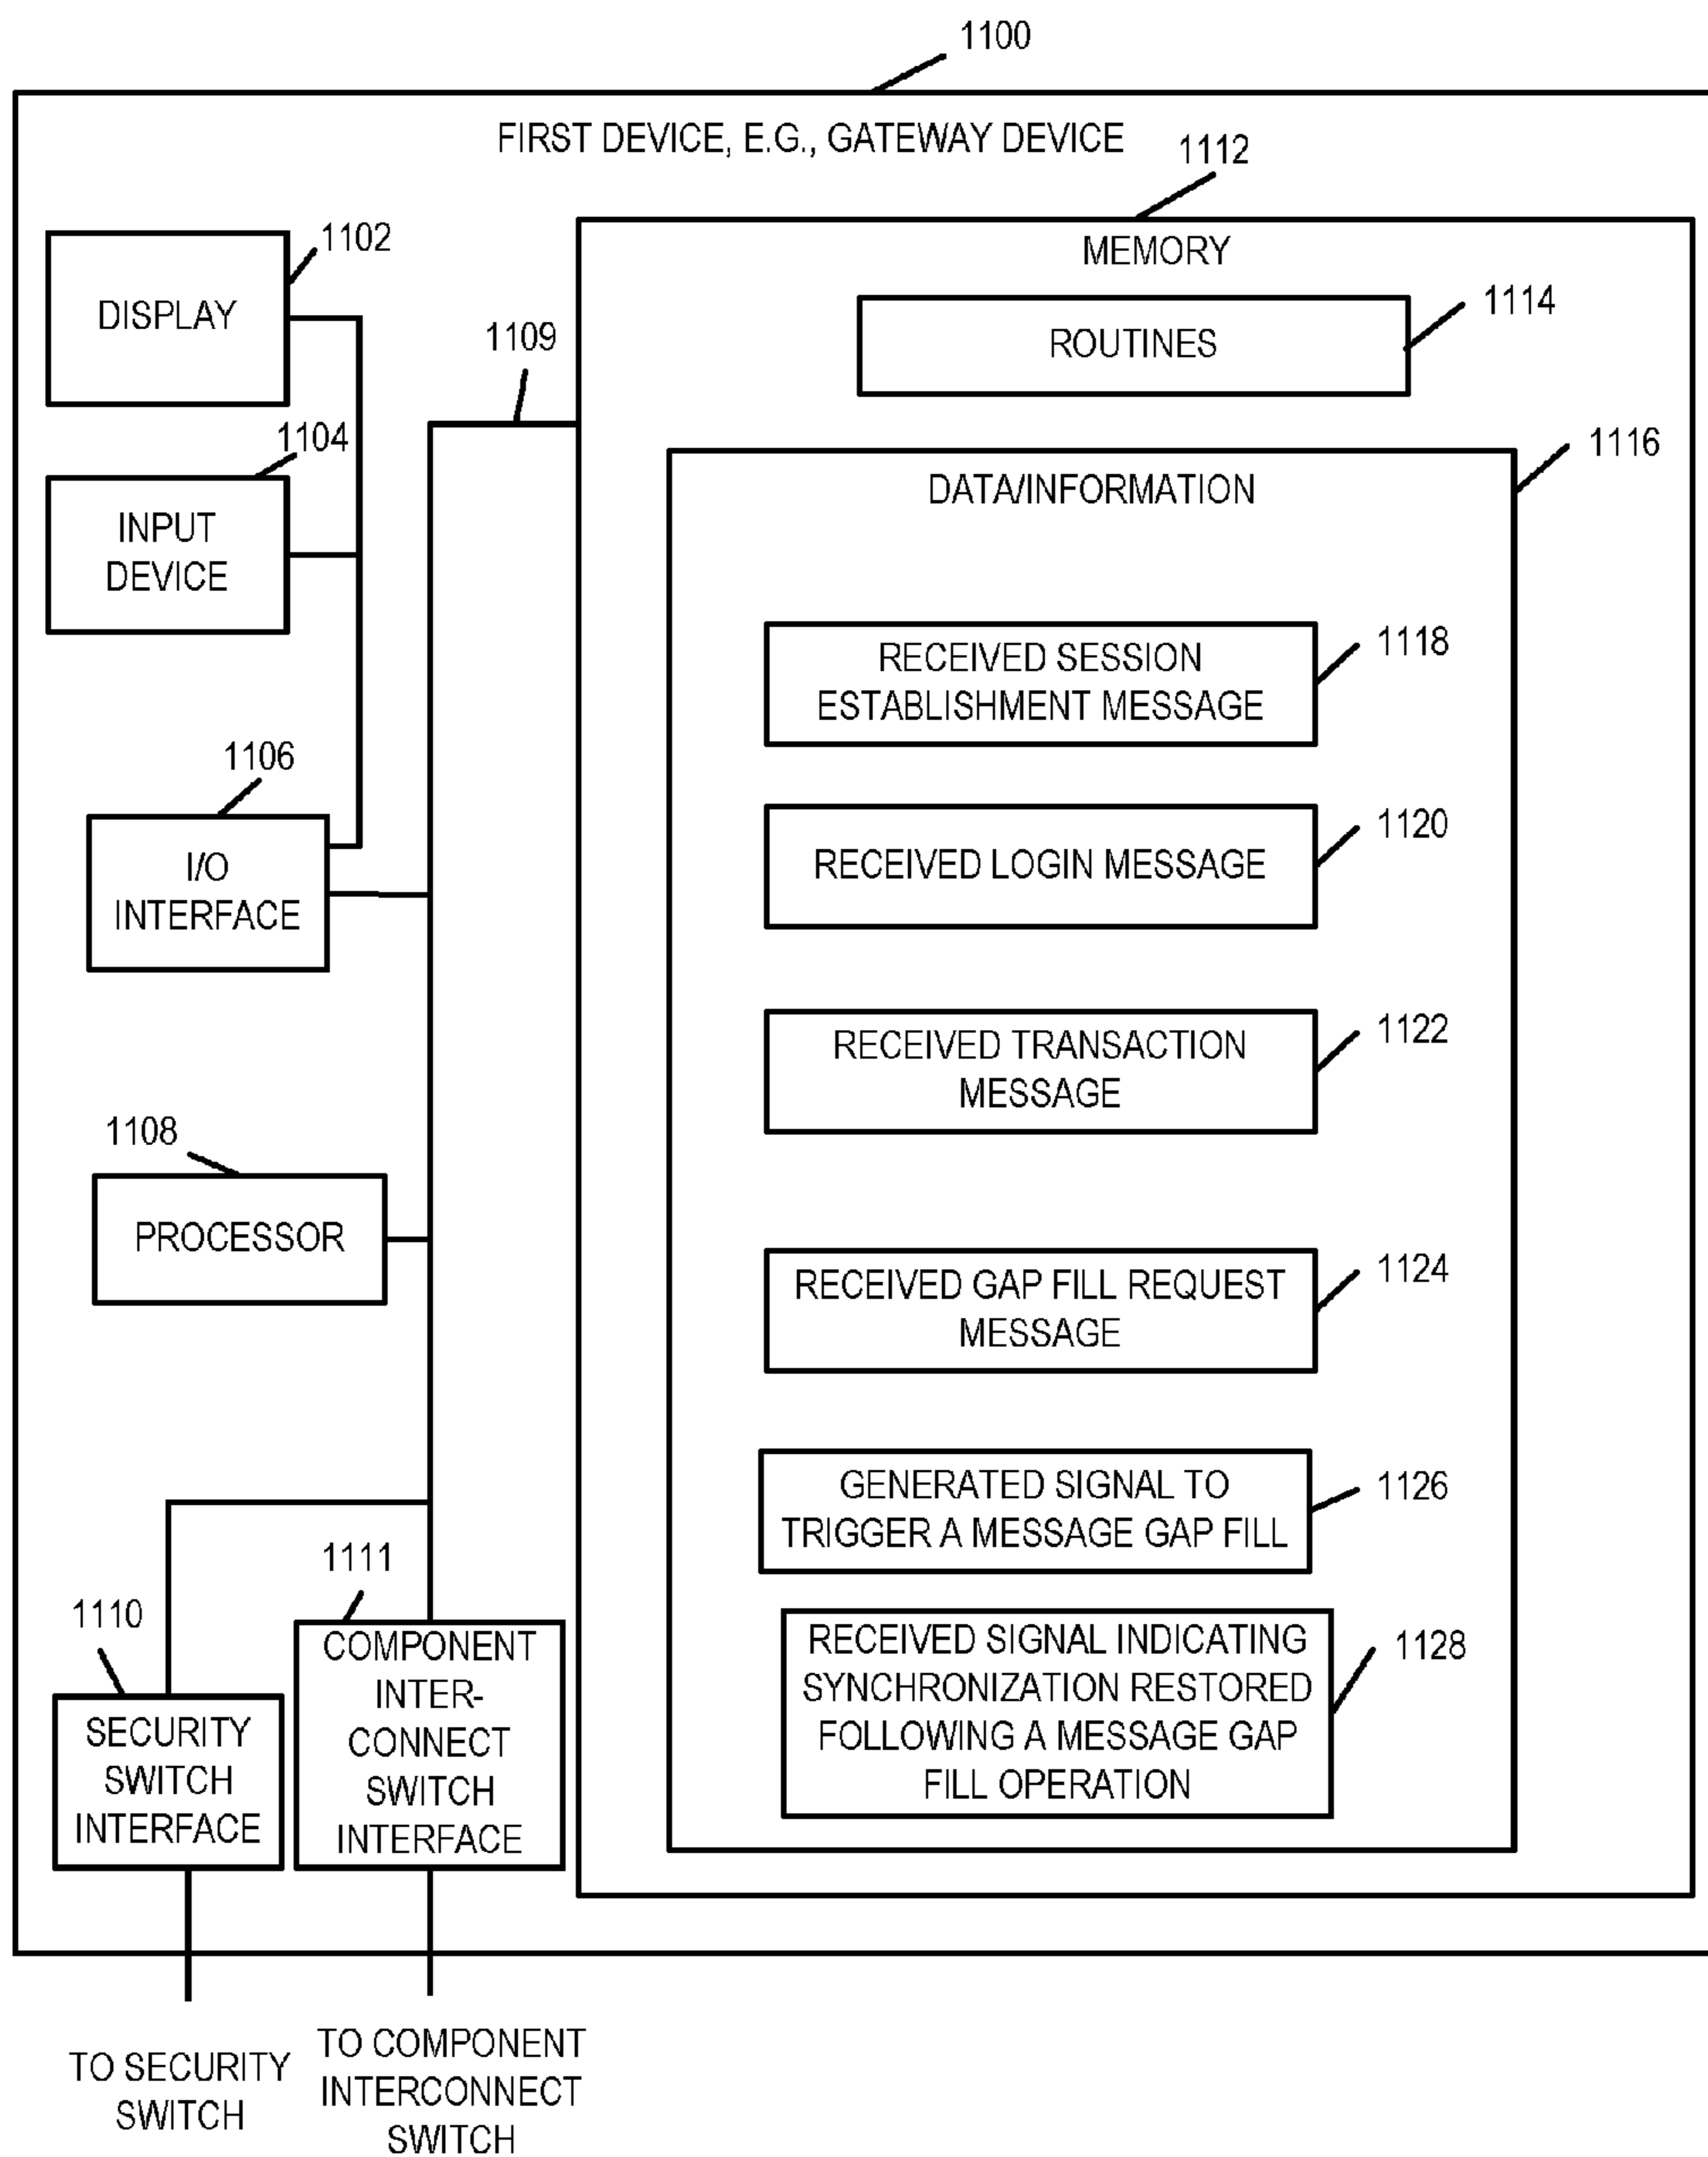 1100
FIRST DEVICE, E.G., GATEWAY DEVICE
1112
MEMORY
1102
DISPLAY
1114
ROUTINES
1109
1104
INPUT
DEVICE
1116
DATA/INFORMATION
1118
RECEIVED SESSION
ESTABLISHMENT MESSAGE
1106
I/O
INTERFACE
1120
RECEIVED LOGIN MESSAGE
1122
RECEIVED TRANSACTION
MESSAGE
1108
PROCESSOR
1124
RECEIVED GAP FILL REQUEST
MESSAGE
1126
GENERATED SIGNAL TO
TRIGGER A MESSAGE GAP FILL
1110
SECURITY
SWITCH
INTERFACE
1111
COMPONENT
INTER-
CONNECT
SWITCH
INTERFACE
1128
RECEIVED SIGNAL INDICATING
SYNCHRONIZATION RESTORED
FOLLOWING A MESSAGE GAP
FILL OPERATION
TO SECURITY
SWITCH
TO COMPONENT
INTERCONNECT
SWITCH